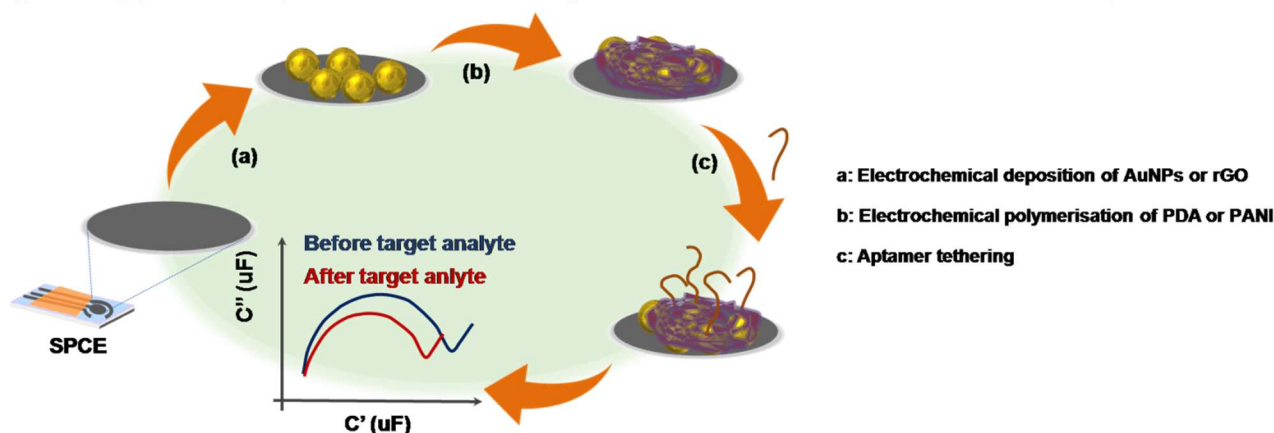 (a)
(b)
(c)
SPCE
Before target analyte
After target anlyte
C'' (uF)
C' (uF)
a: Electrochemical deposition of AuNPs or rGO
b: Electrochemical polymerisation of PDA or PANI
c: Aptamer tethering